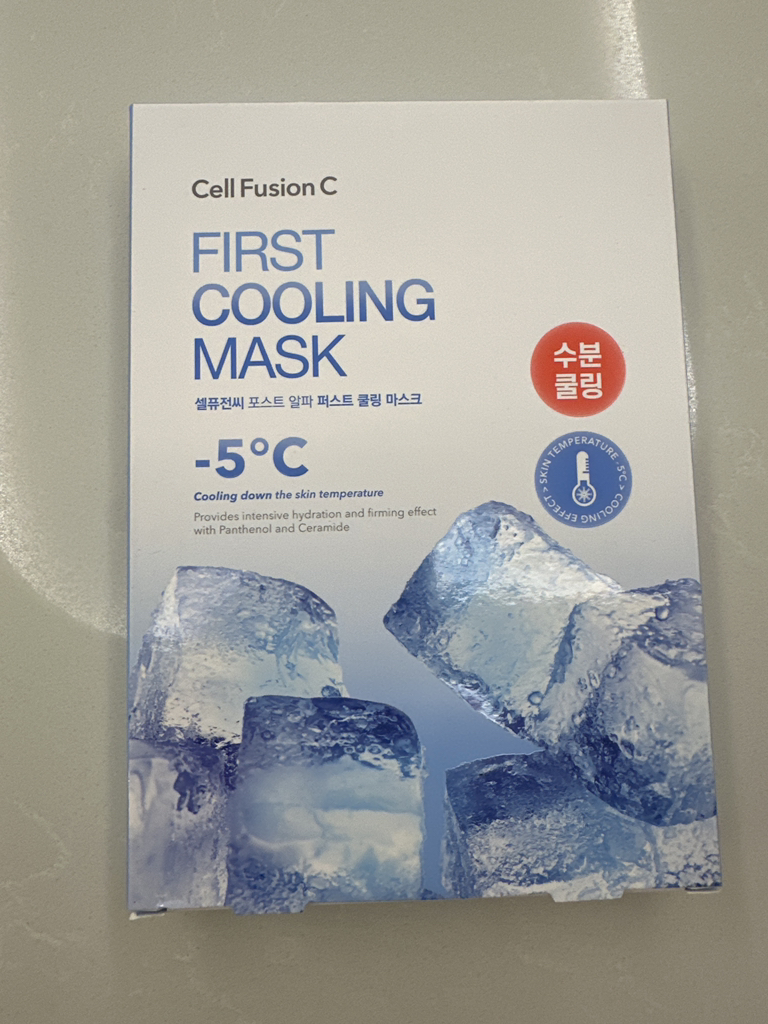 Cell Fusion C
FIRST
COOLING
MASK
셀퓨전씨 포스트 알파 퍼스트 쿨링 마스크
-5°C
Cooling down the skin temperature
Provides intensive hydration and firming effect
with Panthenol and Ceramide
수분
쿨링
SKIN TEMPERATURE -5°C > COOLING EFFECT >